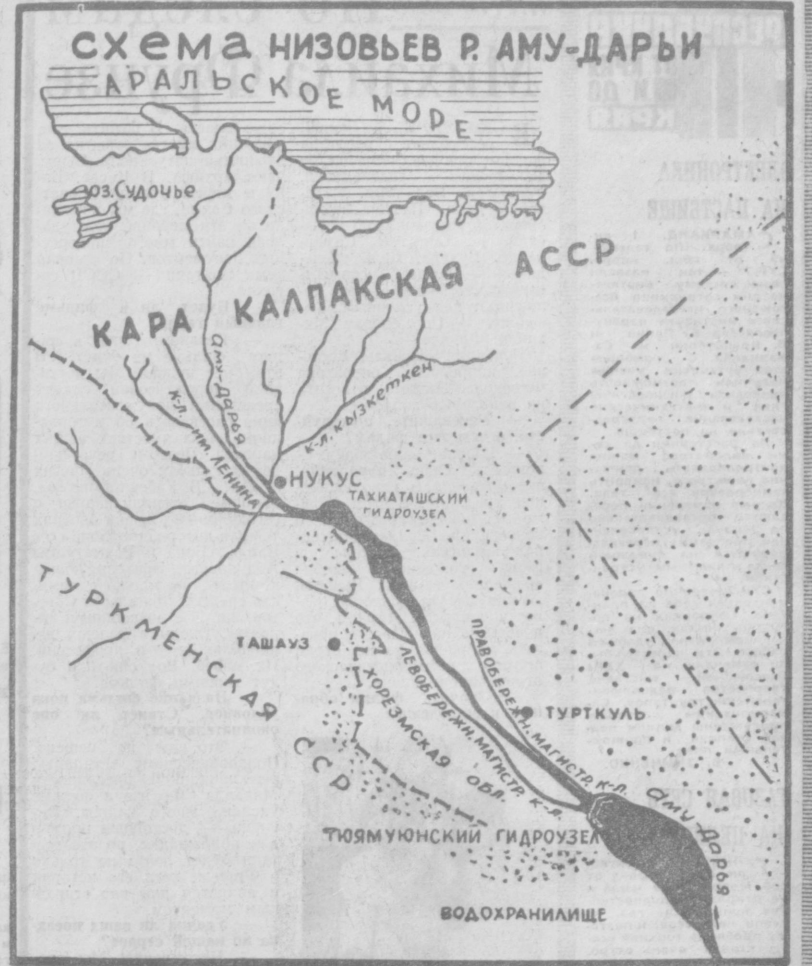 схема НИЗОВЬЕВ Р. АМУ-ДАРЬИ
АРАЛЬСКОЕ МОРЕ
оз.Судочье
КАРА КАЛПАКСКАЯ АССР
Аму-Дарья
К-Л. ИМ. ЛЕНИНА
К-Л. КЫЗКЕТКЕН
НУКУС
ТАХИАТАШСКИЙ
ГИДРОУЗЕЛ
ТУРКМЕНСКАЯ ССР
ТАШАУЗ
ХОРЕЗМСКАЯ ОБЛ.
ЛЕВОБЕРЕЖН. МАГИСТР. К-Л.
ПРАВОБЕРЕЖН. МАГИСТР. К-Л.
ТУРТКУЛЬ
Аму Дарья
ТЮЯМУЮНСКИЙ ГИДРОУЗЕЛ
ВОДОХРАНИЛИЩЕ